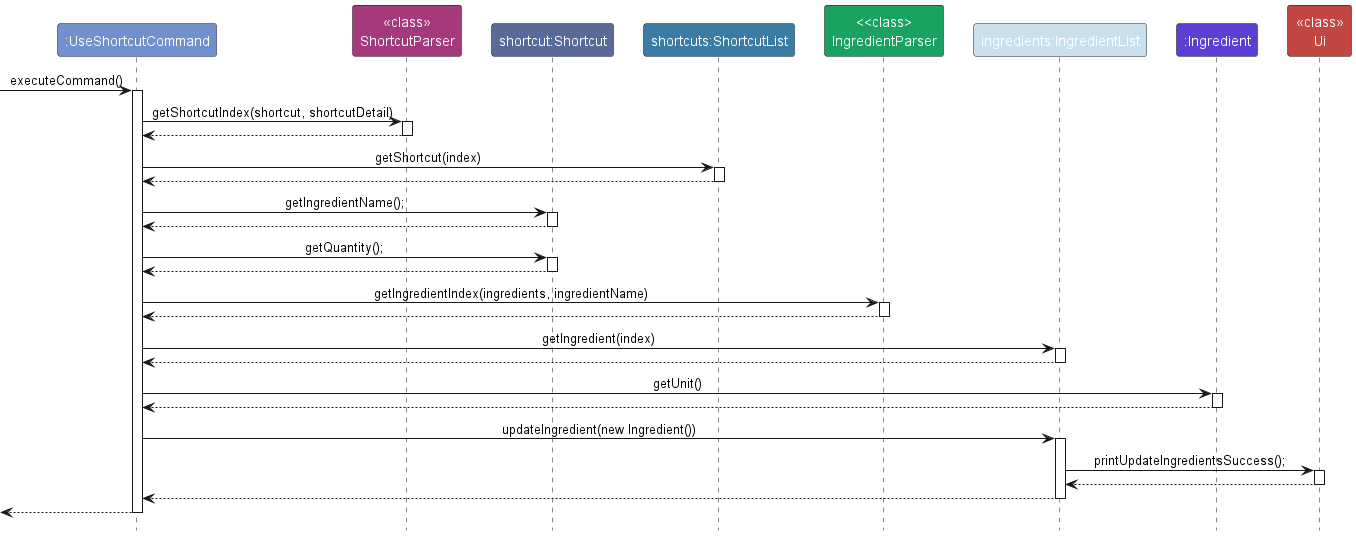 :UseShortcutCommand
«class»
ShortcutParser
shortcut:Shortcut
shortcuts:ShortcutList
<<class>
IngredientParser
ingredients:IngredientList
:Ingredient
«class»
Ui
executeCommand()
getShortcutIndex(shortcut, shortcutDetail)
getShortcut(index)
getIngredientName();
getQuantity();
getIngredientIndex(ingredients, ingredientName)
getIngredient(index)
getUnit()
updateIngredient(new Ingredient())
printUpdateIngredientsSuccess();